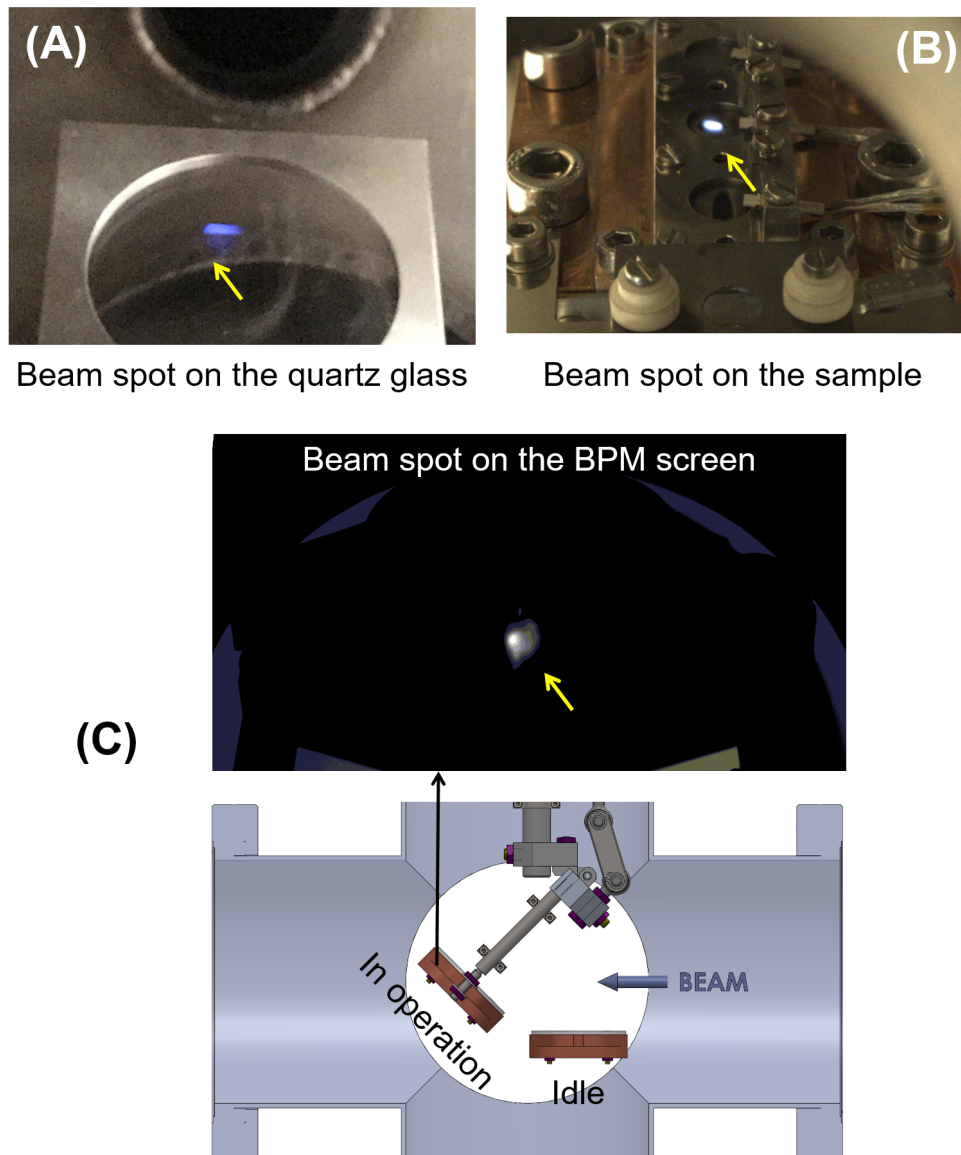 (A)
(B)
Beam spot on the quartz glass
Beam spot on the sample
Beam spot on the BPM screen
(C)
In operation
BEAM
Idle